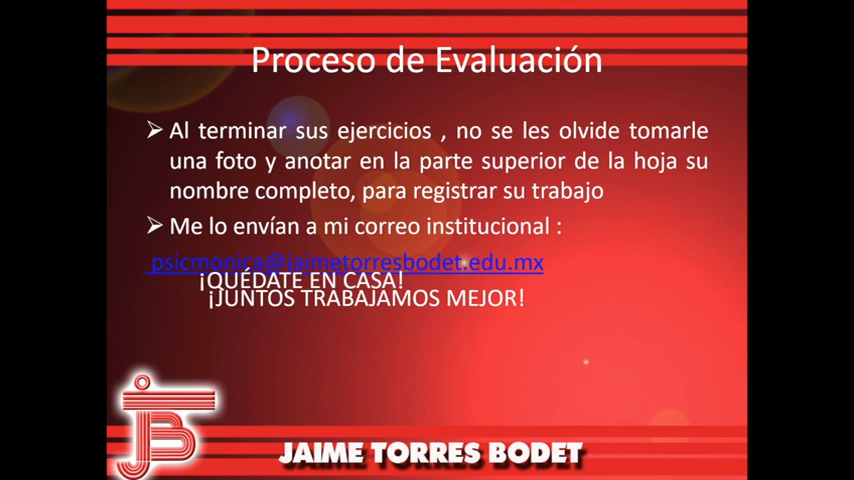 Proceso de Evaluación
➢ Al terminar sus ejercicios , no se les olvide tomarle
una foto y anotar en la parte superior de la hoja su
nombre completo, para registrar su trabajo
➢ Me lo envían a mi correo institucional :
psicmonica@jaimetorresbodet.edu.mx
¡QUÉDATE EN CASA!
¡JUNTOS TRABAJAMOS MEJOR!
JTB
JAIME TORRES BODET